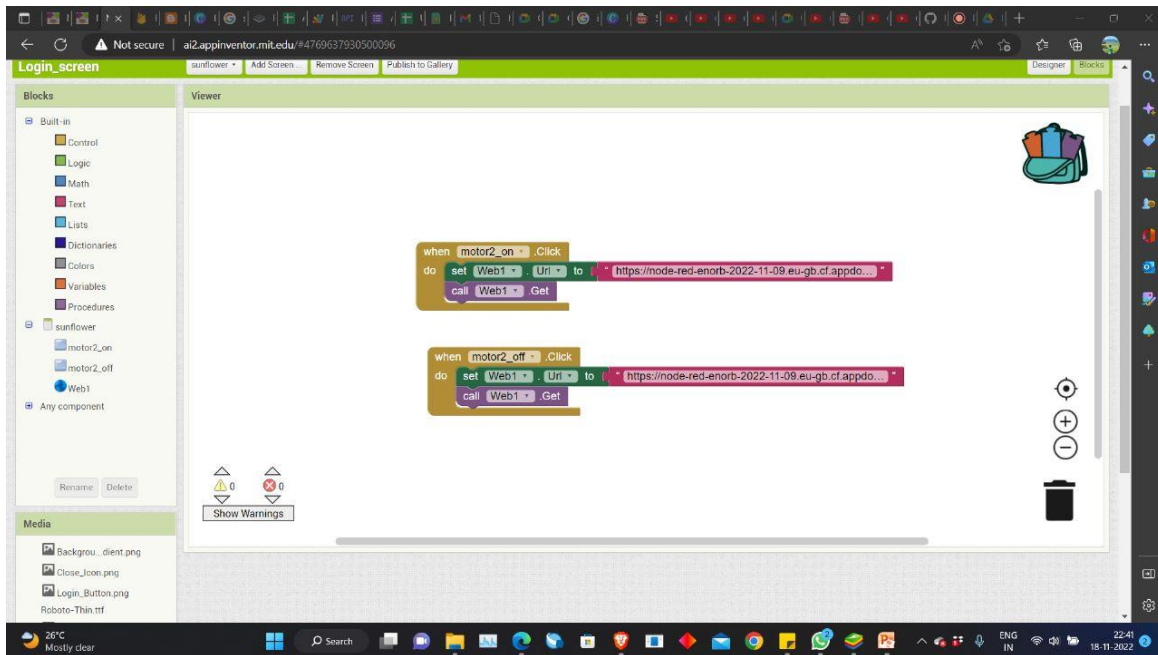 Not secure | ai2.appinventor.mit.edu/#4769637930500096
Login_screen
sunflower
Add Screen ...
Remove Screen
Publish to Gallery
Designer
Blocks
Blocks
Viewer
Built-in
Control
Logic
Math
Text
Lists
Dictionaries
Colors
Variables
Procedures
sunflower
motor2_on
motor2_off
Web1
Any component
Rename
Delete
when motor2_on .Click
do set Web1 . Url to " https://node-red-enorb-2022-11-09.eu-gb.cf.appdo... "
call Web1 .Get
when motor2_off .Click
do set Web1 . Url to " https://node-red-enorb-2022-11-09.eu-gb.cf.appdo... "
call Web1 .Get
0 0
Show Warnings
Media
Backgrou...dient.png
Close_Icon.png
Login_Button.png
Roboto-Thin.ttf
26°C
Mostly clear
Search
ENG
IN
22:41
18-11-2022